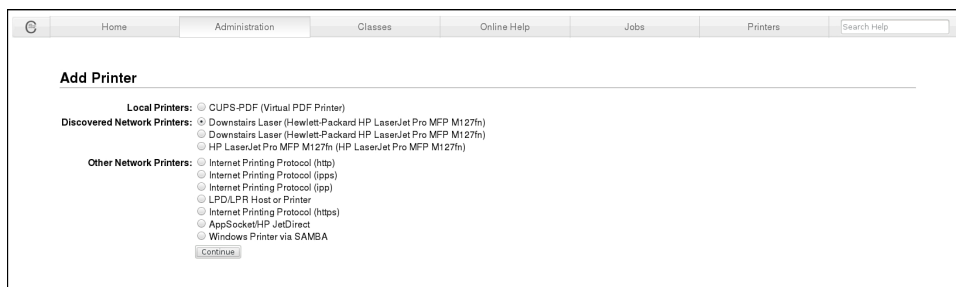 Home Administration Classes Online Help Jobs Printers Search Help
Add Printer
Local Printers: CUPS-PDF (Virtual PDF Printer)
Discovered Network Printers: Downstairs Laser (Hewlett-Packard HP LaserJet Pro MFP M127fn)
Downstairs Laser (Hewlett-Packard HP LaserJet Pro MFP M127fn)
HP LaserJet Pro MFP M127fn (HP LaserJet Pro MFP M127fn)
Other Network Printers: Internet Printing Protocol (http)
Internet Printing Protocol (ipps)
Internet Printing Protocol (ipp)
LPD/LPR Host or Printer
Internet Printing Protocol (https)
AppSocket/HP JetDirect
Windows Printer via SAMBA
Continue